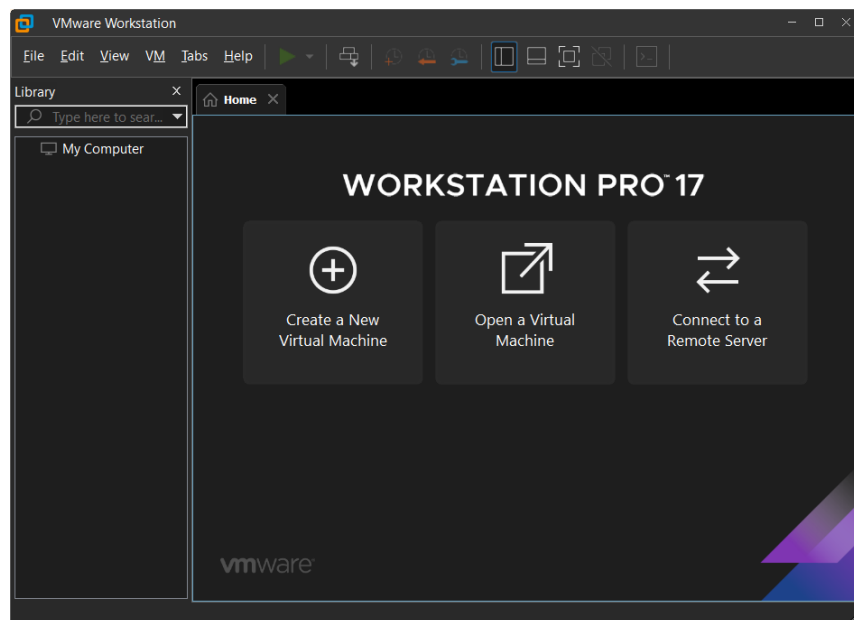 VMware Workstation
File Edit View VM Tabs Help
Library X
Type here to sear...
My Computer
Home
WORKSTATION PRO™ 17
Create a New
Virtual Machine
Open a Virtual
Machine
Connect to a
Remote Server
vmware®